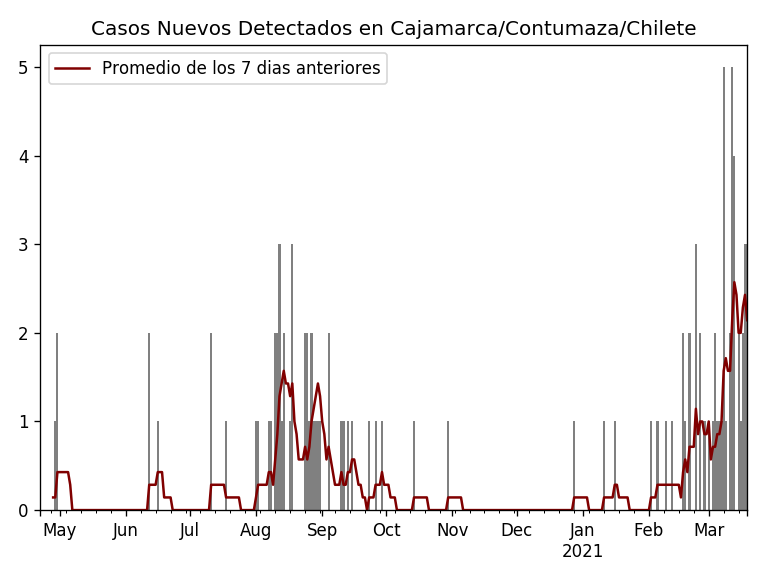 Casos Nuevos Detectados en Cajamarca/Contumaza/Chilete
Promedio de los 7 dias anteriores
5
4
3
2
1
0
May Jun Jul Aug Sep Oct Nov Dec Jan Feb Mar
2021